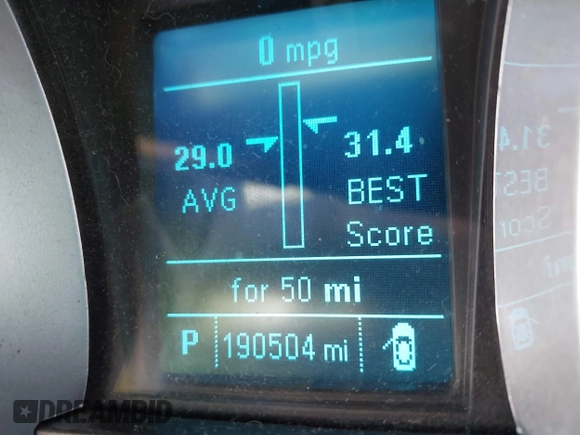 0 mpg
29.0
AVG
31.4
BEST
Score
for 50 mi
P 190504 mi
DREAMBID